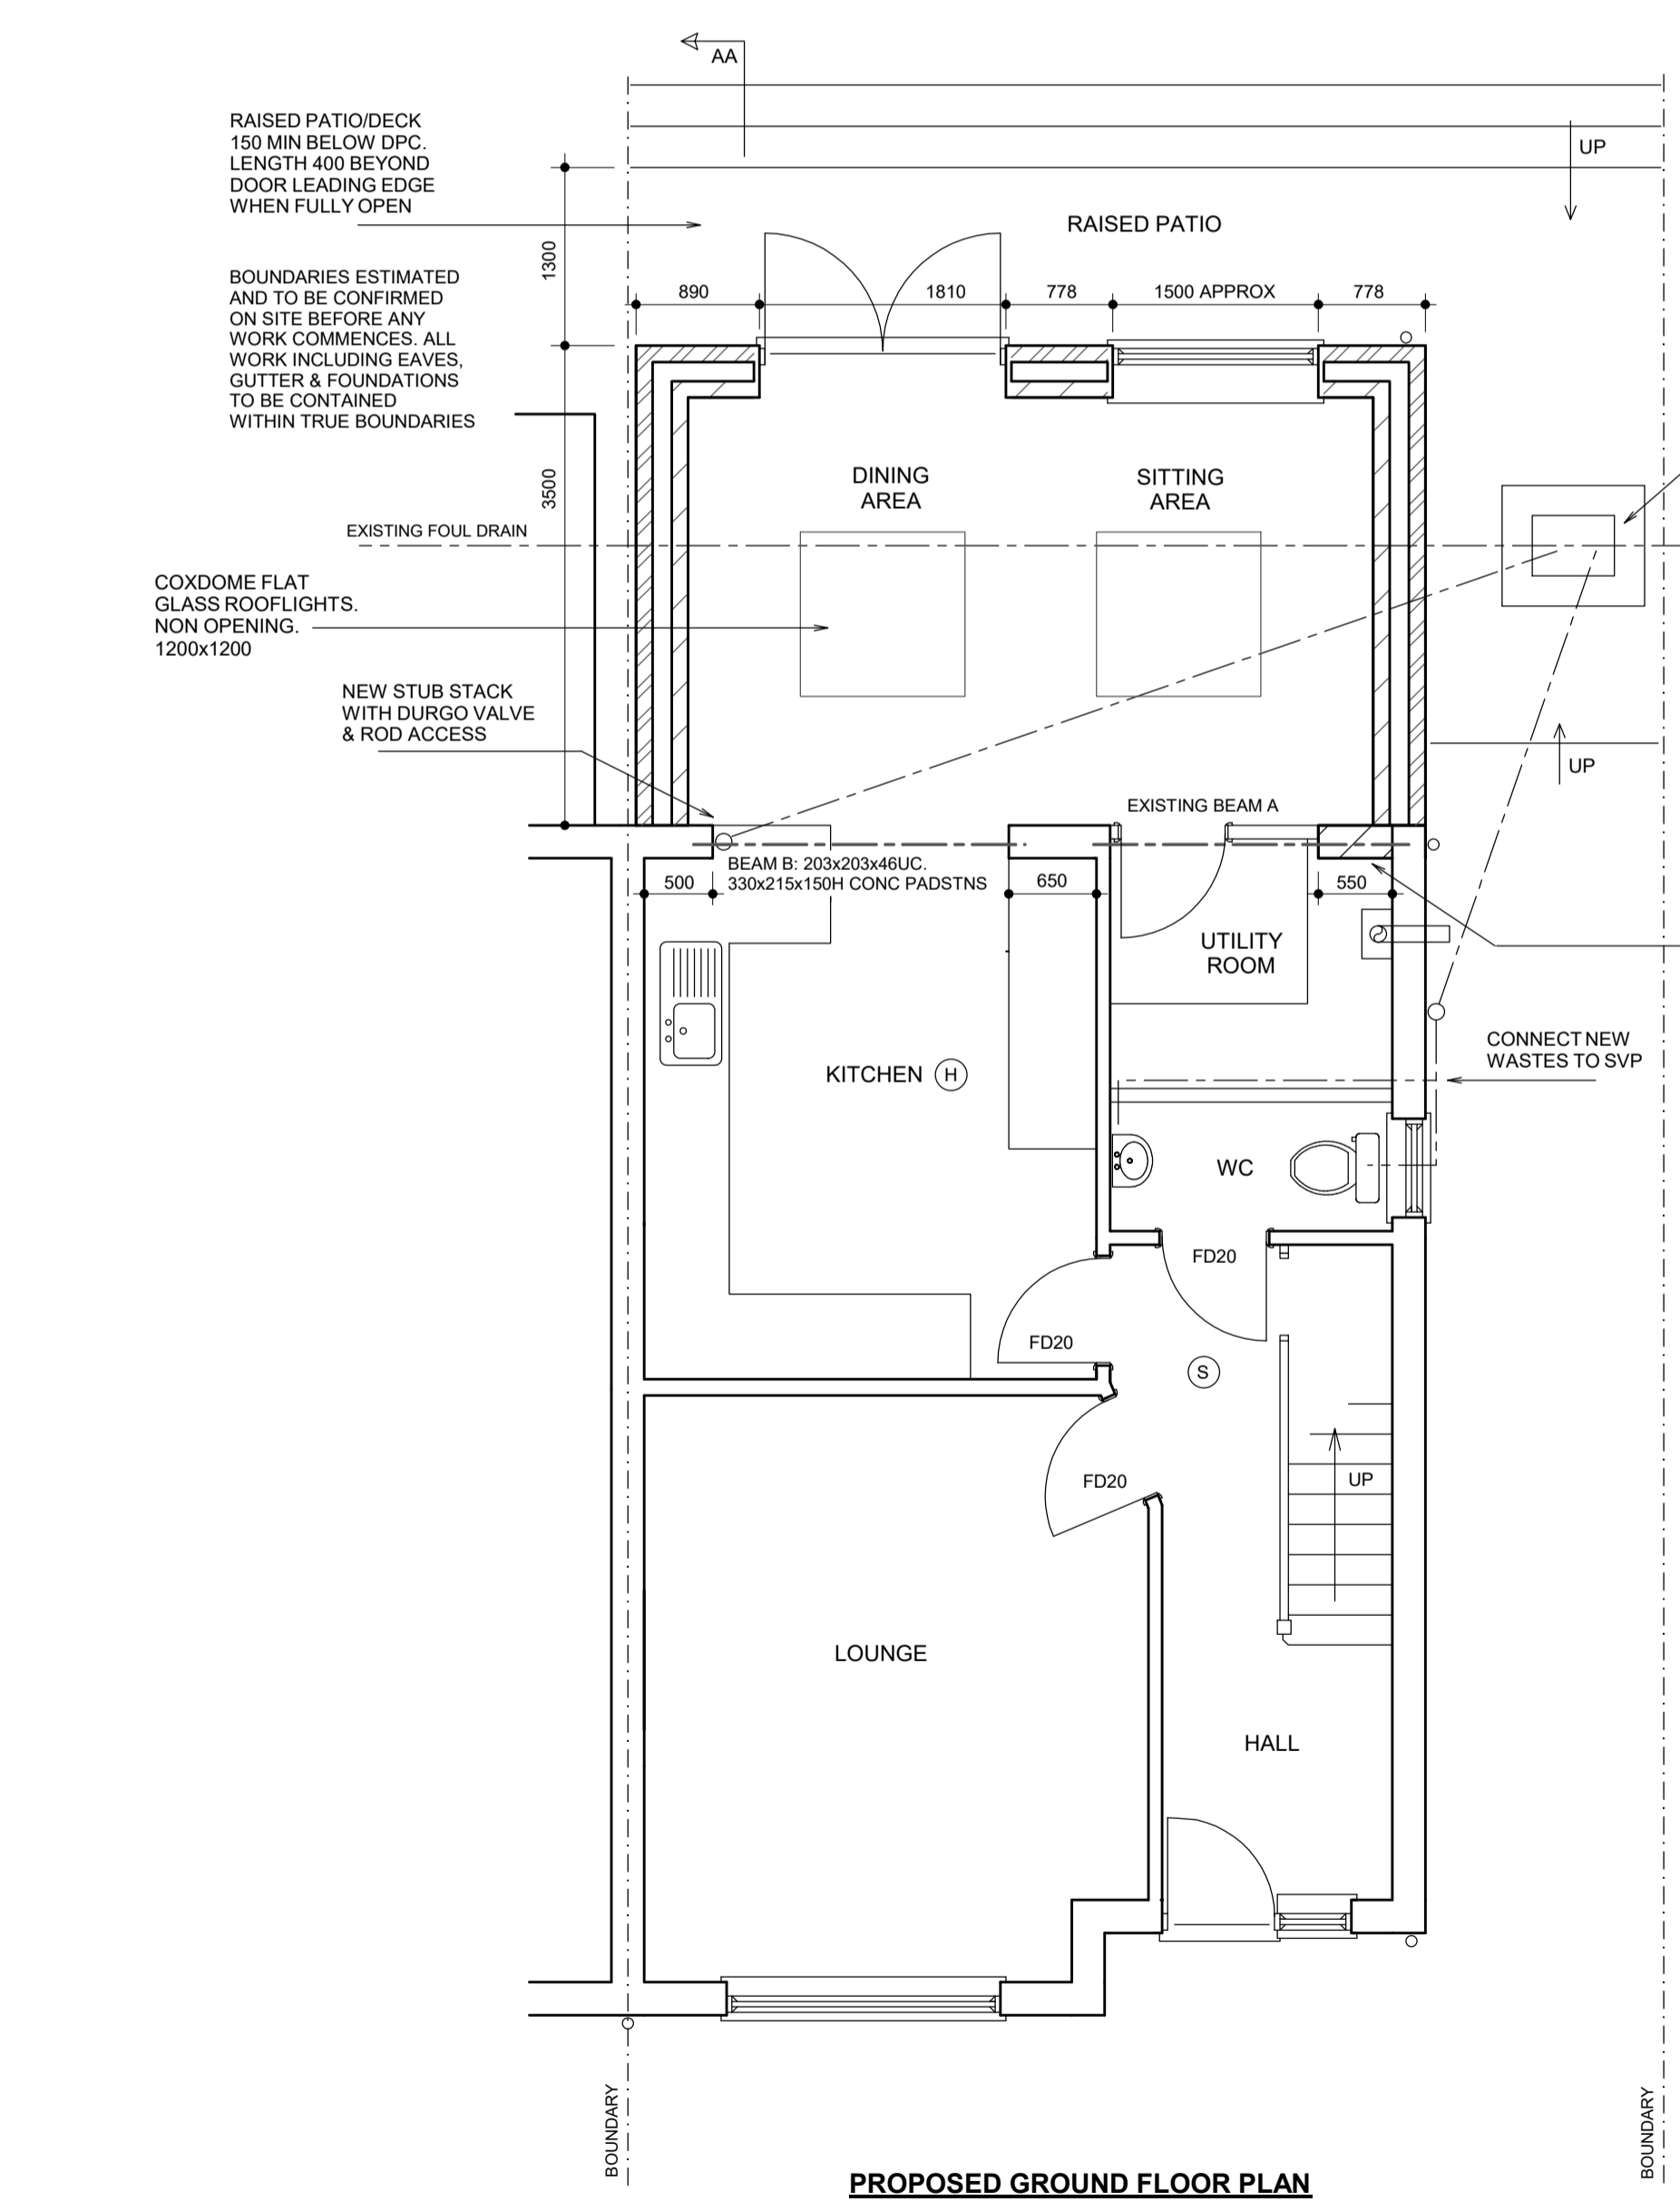 AA
RAISED PATIO/DECK
150 MIN BELOW DPC.
LENGTH 400 BEYOND
DOOR LEADING EDGE
WHEN FULLY OPEN
UP
RAISED PATIO
1300
BOUNDARIES ESTIMATED
AND TO BE CONFIRMED
ON SITE BEFORE ANY
WORK COMMENCES. ALL
WORK INCLUDING EAVES,
GUTTER & FOUNDATIONS
TO BE CONTAINED
WITHIN TRUE BOUNDARIES
890
1810
778
1500 APPROX
778
3500
DINING
AREA
SITTING
AREA
EXISTING FOUL DRAIN
COXDOME FLAT
GLASS ROOFLIGHTS.
NON OPENING.
1200x1200
NEW STUB STACK
WITH DURGO VALVE
& ROD ACCESS
UP
EXISTING BEAM A
BEAM B: 203x203x46UC.
330x215x150H CONC PADSTNS
500
650
550
UTILITY
ROOM
CONNECT NEW
WASTES TO SVP
KITCHEN
H
WC
FD20
FD20
S
FD20
UP
LOUNGE
HALL
BOUNDARY
BOUNDARY
PROPOSED GROUND FLOOR PLAN